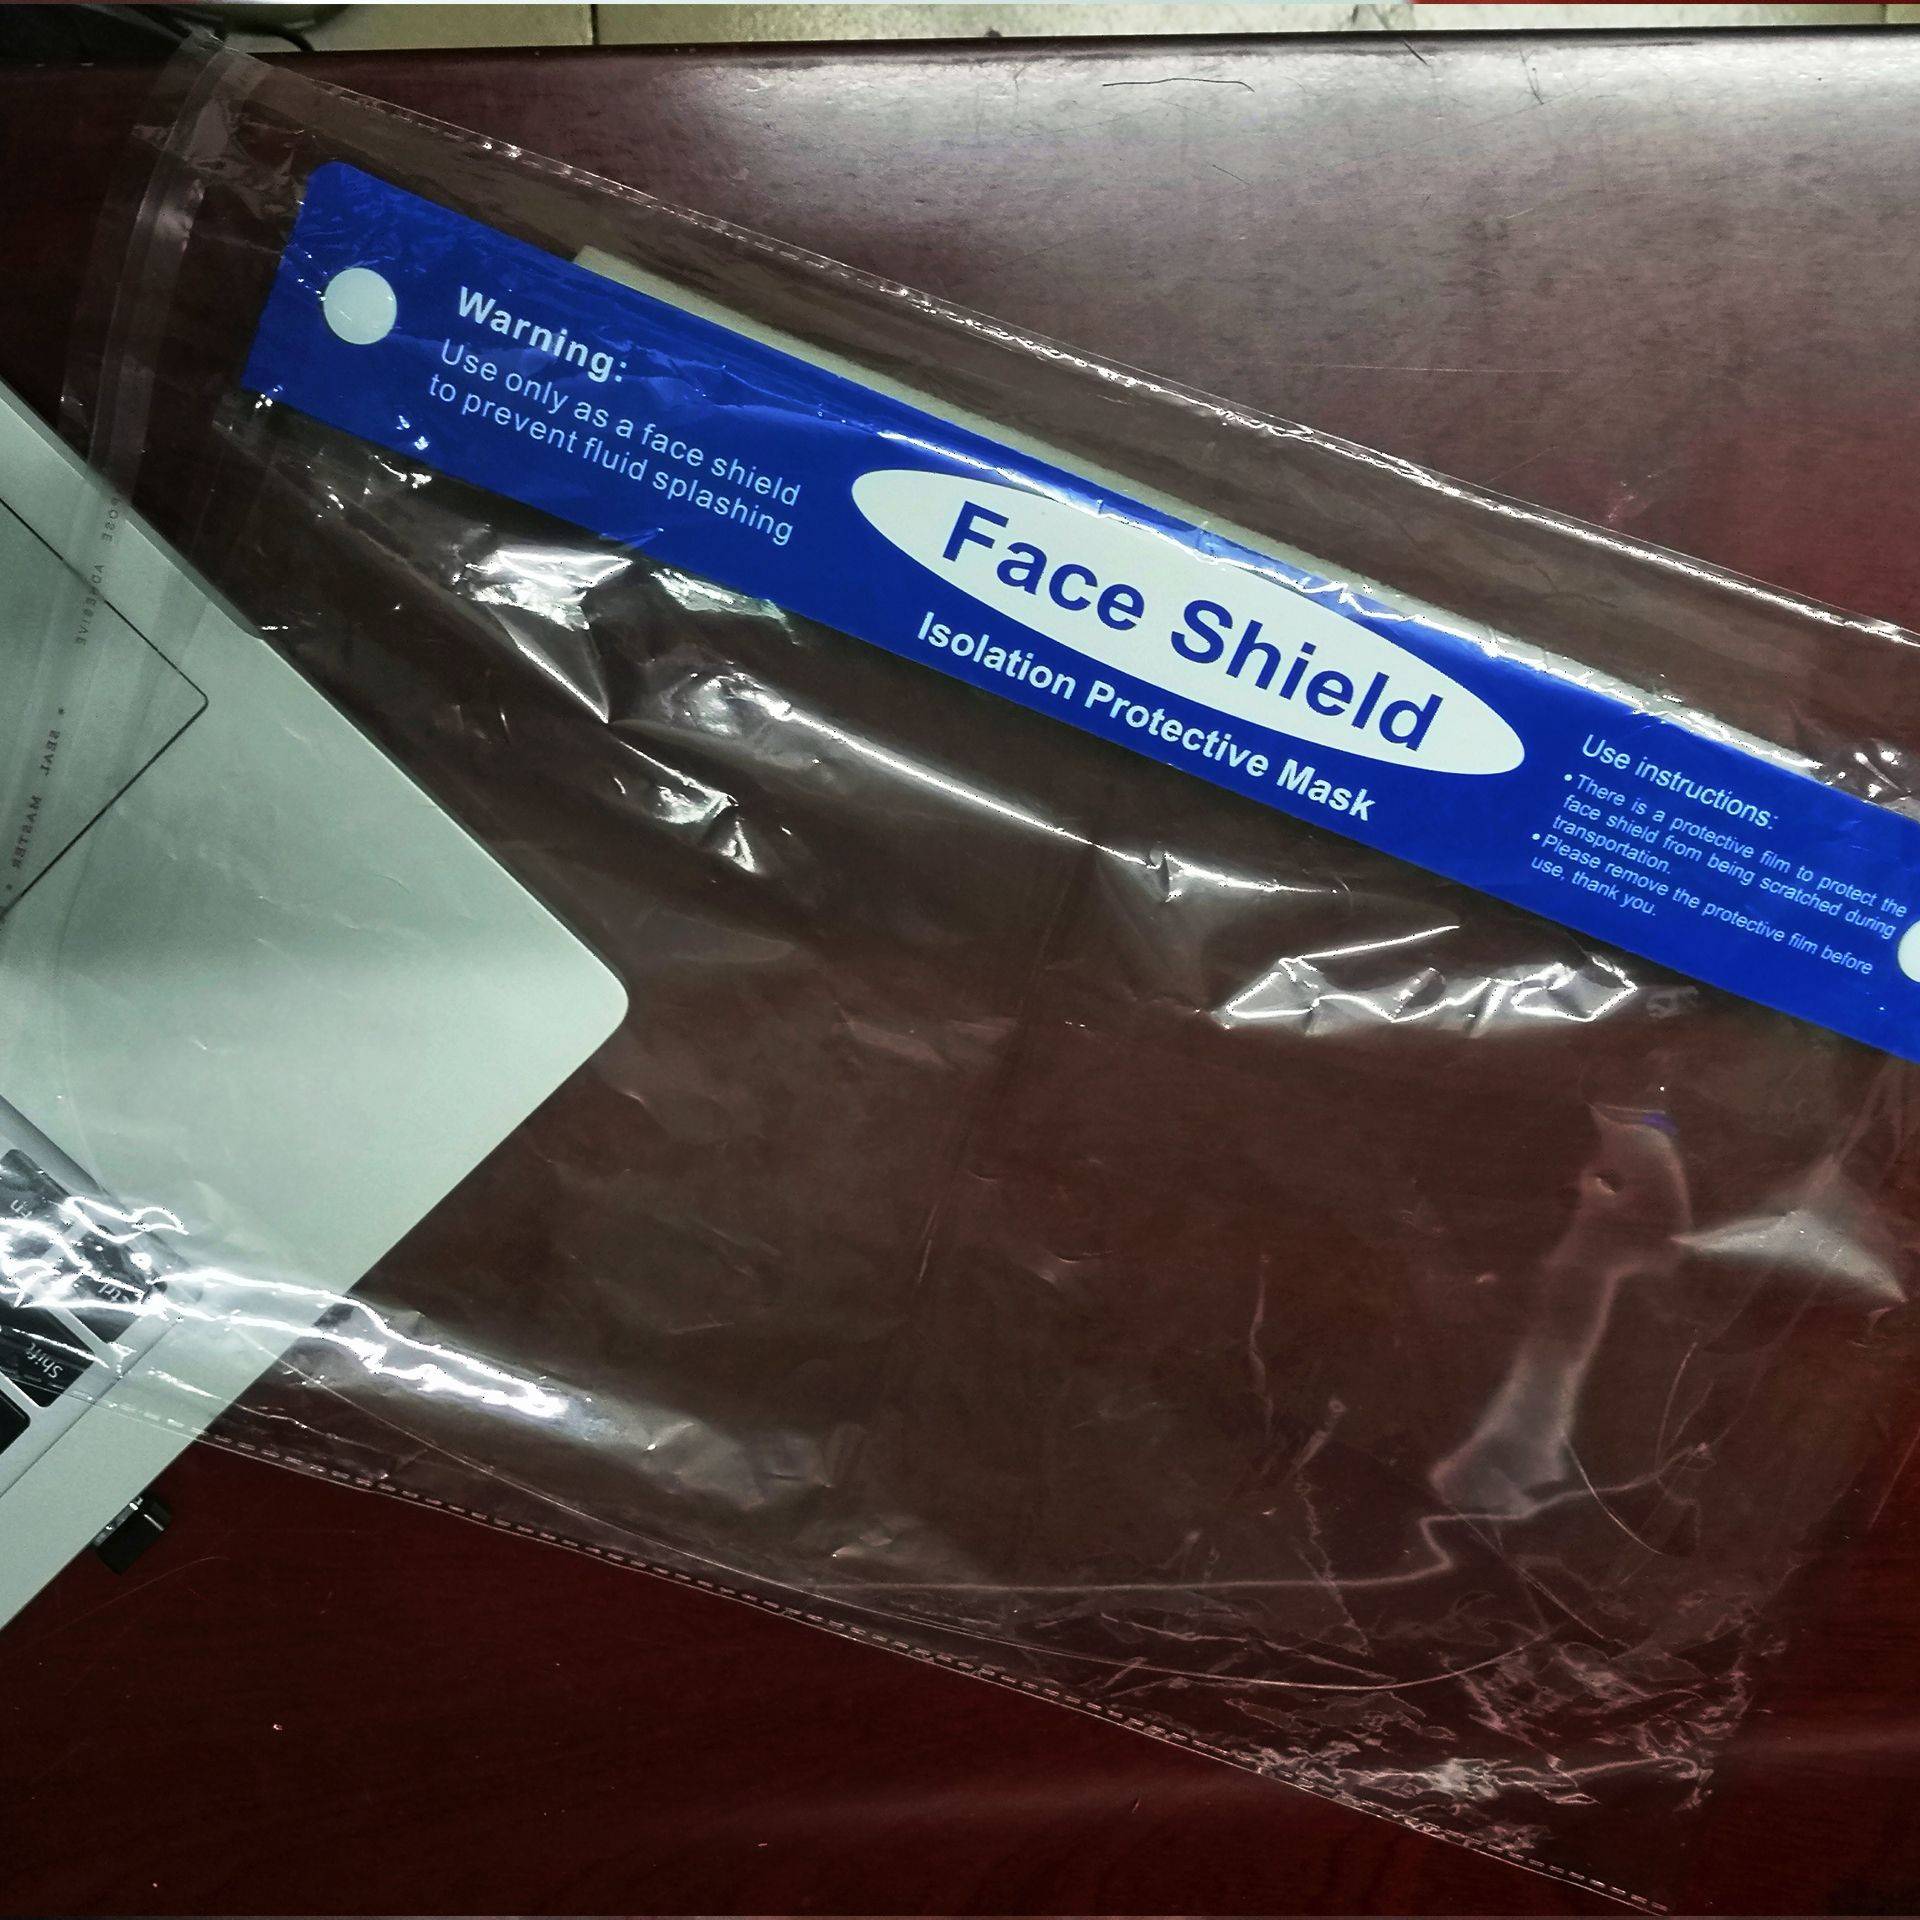 Warning:
Use only as a face shield
to prevent fluid splashing
Face Shield
Isolation Protective Mask
Use instructions:
•There is a protective film to protect the
face shield from being scratched during
transportation.
•Please remove the protective film before
use, thank you.
ADHESIVE
* SEAL MASTER *
Fn
Ctrl
Shift